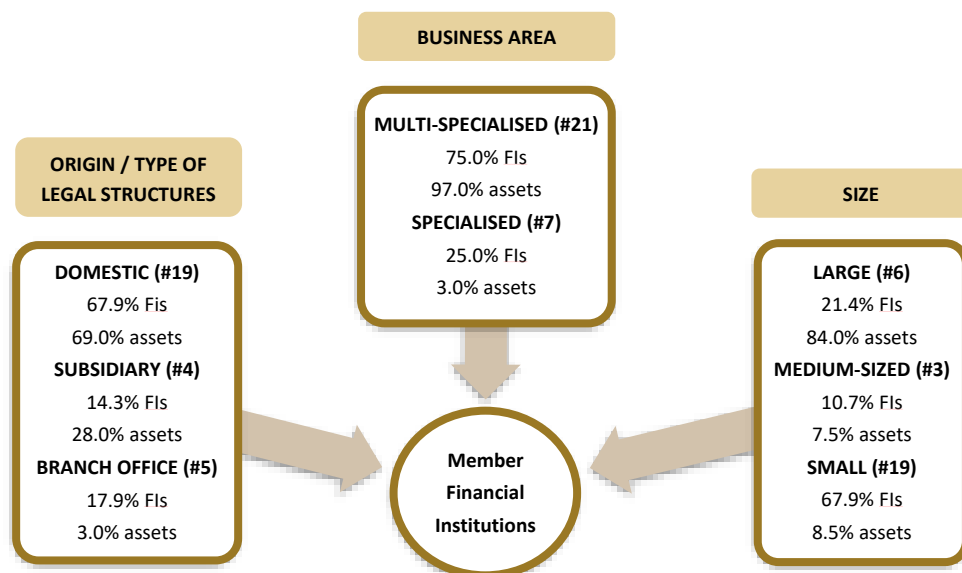 BUSINESS AREA
MULTI-SPECIALISED (#21)
75.0% FIs
97.0% assets
SPECIALISED (#7)
25.0% FIs
3.0% assets
ORIGIN / TYPE OF
LEGAL STRUCTURES
DOMESTIC (#19)
67.9% Fis
69.0% assets
SUBSIDIARY (#4)
14.3% FIs
28.0% assets
BRANCH OFFICE (#5)
17.9% FIs
3.0% assets
SIZE
LARGE (#6)
21.4% FIs
84.0% assets
MEDIUM-SIZED (#3)
10.7% FIs
7.5% assets
SMALL (#19)
67.9% FIs
8.5% assets
Member
Financial
Institutions